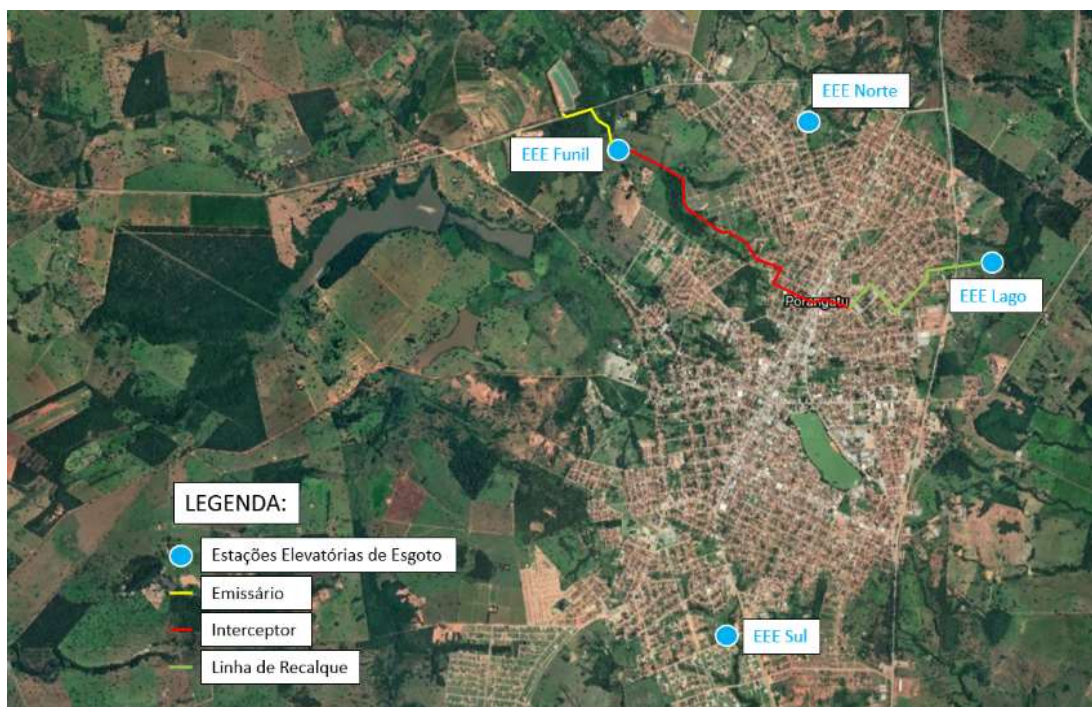 EEE Norte
EEE Funil
EEE Lago
Porangatu
LEGENDA:
Estações Elevatórias de Esgoto
Emissário
Interceptor
Linha de Recalque
EEE Sul